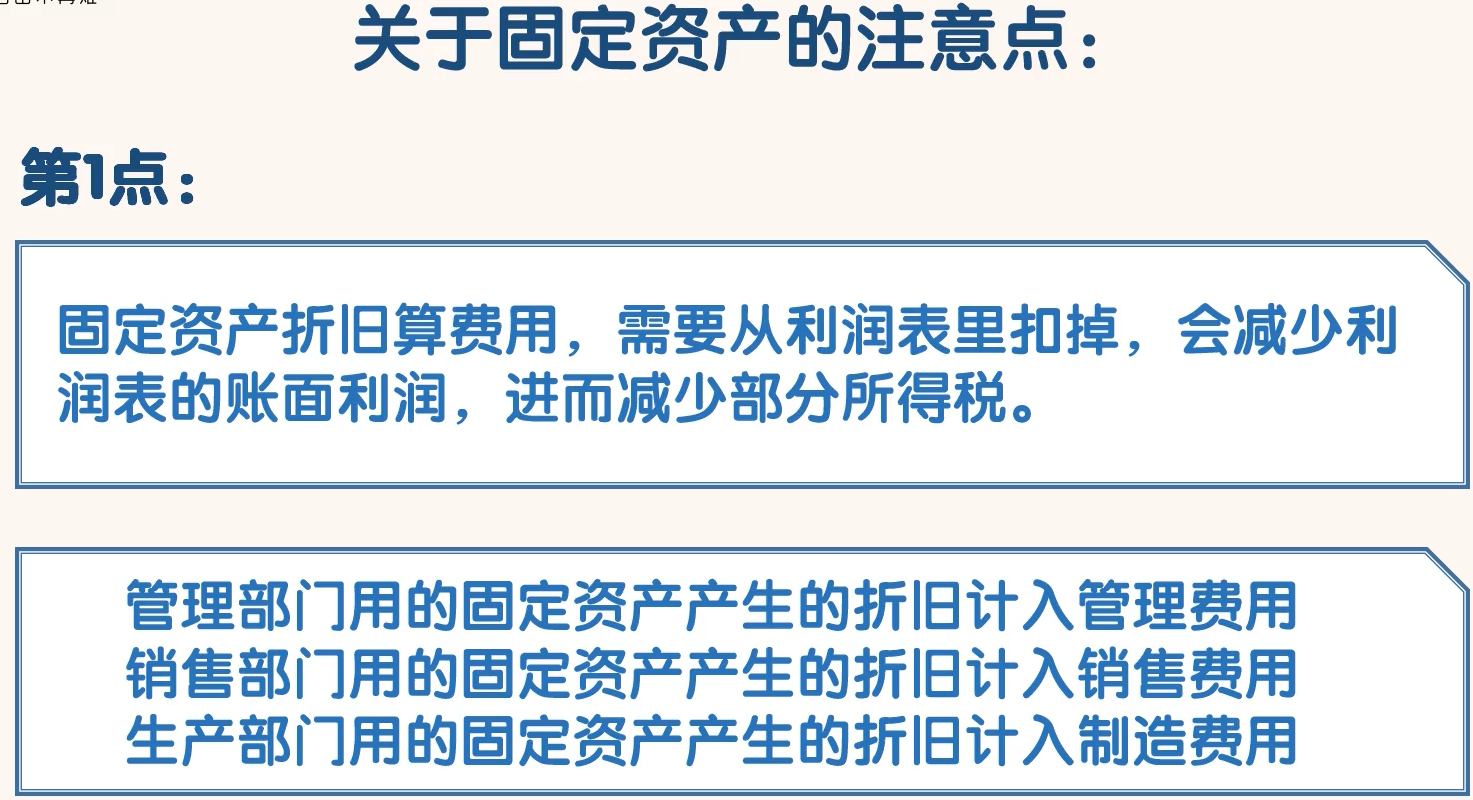 关于固定资产的注意点：
第1点：
固定资产折旧算费用，需要从利润表里扣掉，会减少利
润表的账面利润，进而减少部分所得税。
管理部门用的固定资产产生的折旧计入管理费用
销售部门用的固定资产产生的折旧计入销售费用
生产部门用的固定资产产生的折旧计入制造费用